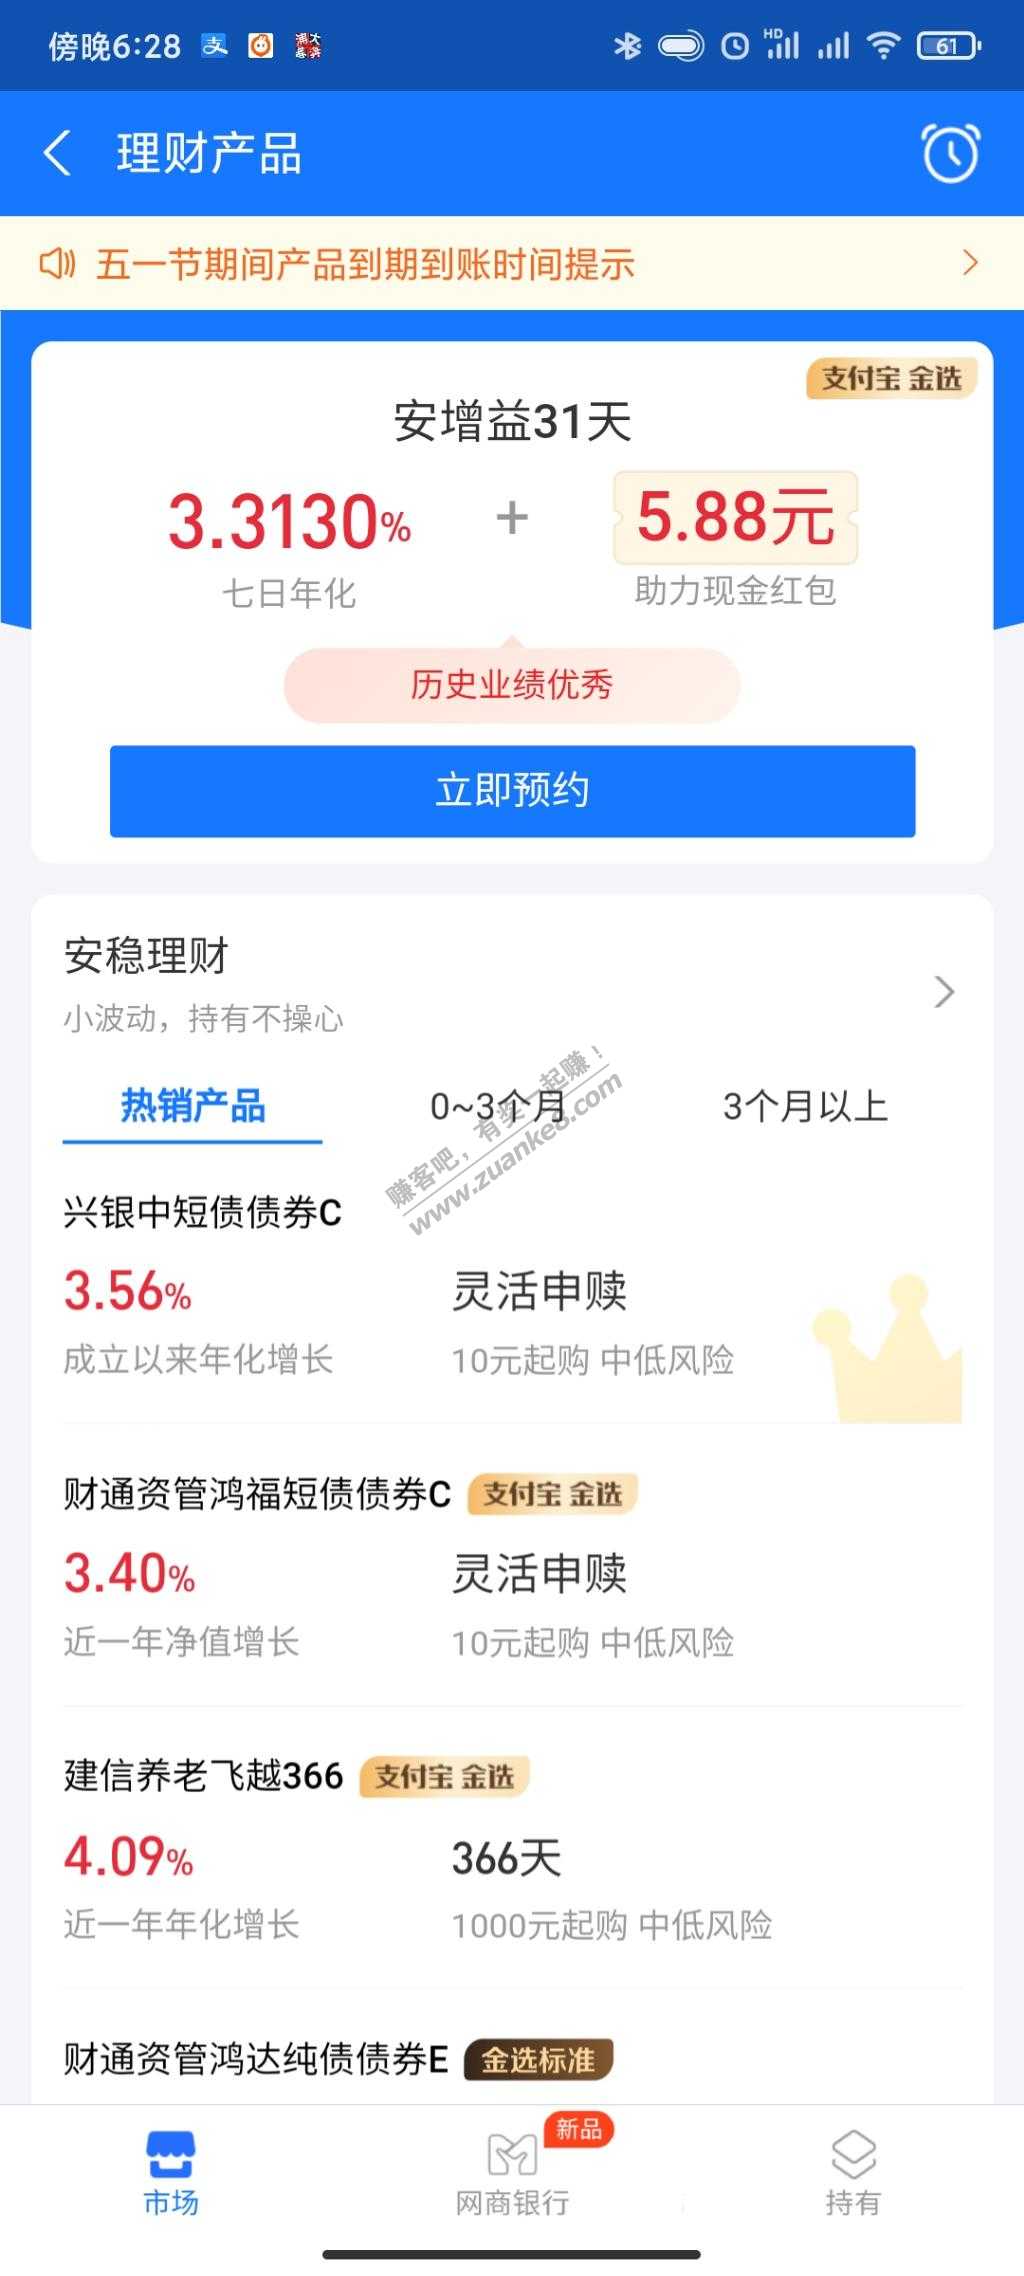 傍晚6:28
HD
61
理财产品
五一节期间产品到期到账时间提示
支付宝 金选
安增益31天
3.3130% + 5.88元
七日年化 助力现金红包
历史业绩优秀
立即预约
安稳理财
小波动，持有不操心
热销产品 0~3个月 3个月以上
赚客吧，有奖一起赚！
www.zuanke8.com
兴银中短债债券C
3.56% 灵活申赎
成立以来年化增长 10元起购 中低风险
财通资管鸿福短债债券C 支付宝 金选
3.40% 灵活申赎
近一年净值增长 10元起购 中低风险
建信养老飞越366 支付宝 金选
4.09% 366天
近一年年化增长 1000元起购 中低风险
财通资管鸿达纯债债券E 金选标准
新品
市场 网商银行 持有